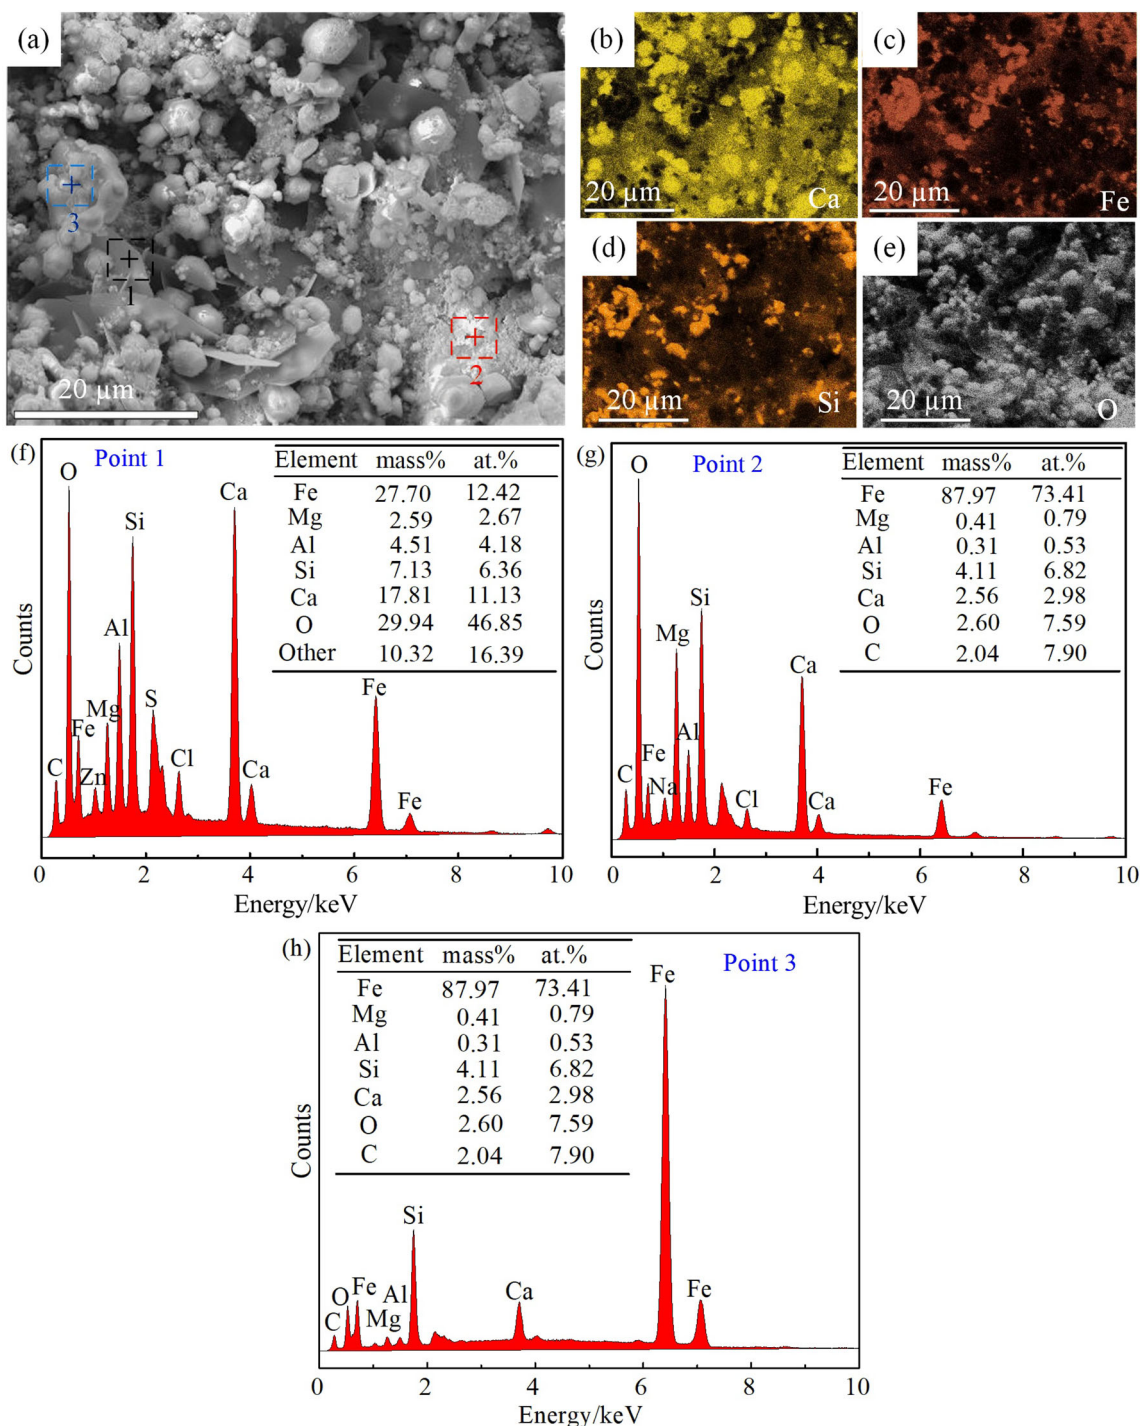 (a)
3
1
2
20 µm
(b)
20 µm
Ca
(c)
20 µm
Fe
(d)
20 µm
Si
(e)
20 µm
O
(f)
Point 1
Element mass% at.%
Fe 27.70 12.42
Mg 2.59 2.67
Al 4.51 4.18
Si 7.13 6.36
Ca 17.81 11.13
O 29.94 46.85
Other 10.32 16.39
C
O
Fe
Zn
Mg
Al
Si
S
Cl
Ca
Ca
Fe
Fe
Counts
0 2 4 6 8 10
Energy/keV
(g)
Point 2
Element mass% at.%
Fe 87.97 73.41
Mg 0.41 0.79
Al 0.31 0.53
Si 4.11 6.82
Ca 2.56 2.98
O 2.60 7.59
C 2.04 7.90
C
O
Fe
Na
Mg
Al
Si
Cl
Ca
Ca
Fe
Counts
0 2 4 6 8 10
Energy/keV
(h)
Point 3
Element mass% at.%
Fe 87.97 73.41
Mg 0.41 0.79
Al 0.31 0.53
Si 4.11 6.82
Ca 2.56 2.98
O 2.60 7.59
C 2.04 7.90
C
O
Fe
Mg
Al
Si
Ca
Fe
Fe
Counts
0 2 4 6 8 10
Energy/keV